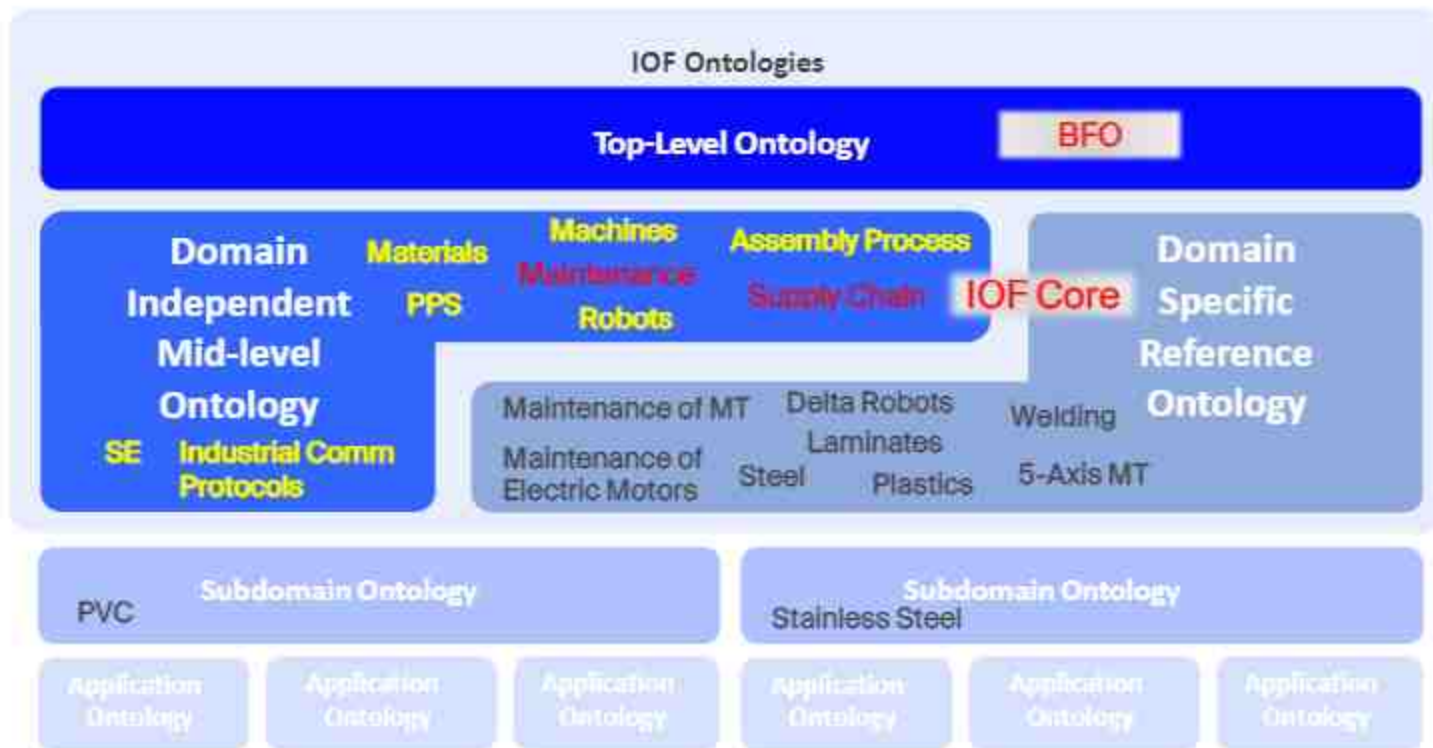 IOF Ontologies
Top-Level Ontology
BFO
Domain
Independent
Mid-level
Ontology
Materials
Machines
Assembly Process
Maintenance
Supply Chain
PPS
Robots
SE
Industrial Comm
Protocols
IOF Core
Domain
Specific
Reference
Ontology
Maintenance of MT
Delta Robots
Welding
Laminates
Maintenance of
Electric Motors
Steel
Plastics
5-Axis MT
Subdomain Ontology
PVC
Subdomain Ontology
Stainless Steel
Application
Ontology
Application
Ontology
Application
Ontology
Application
Ontology
Application
Ontology
Application
Ontology